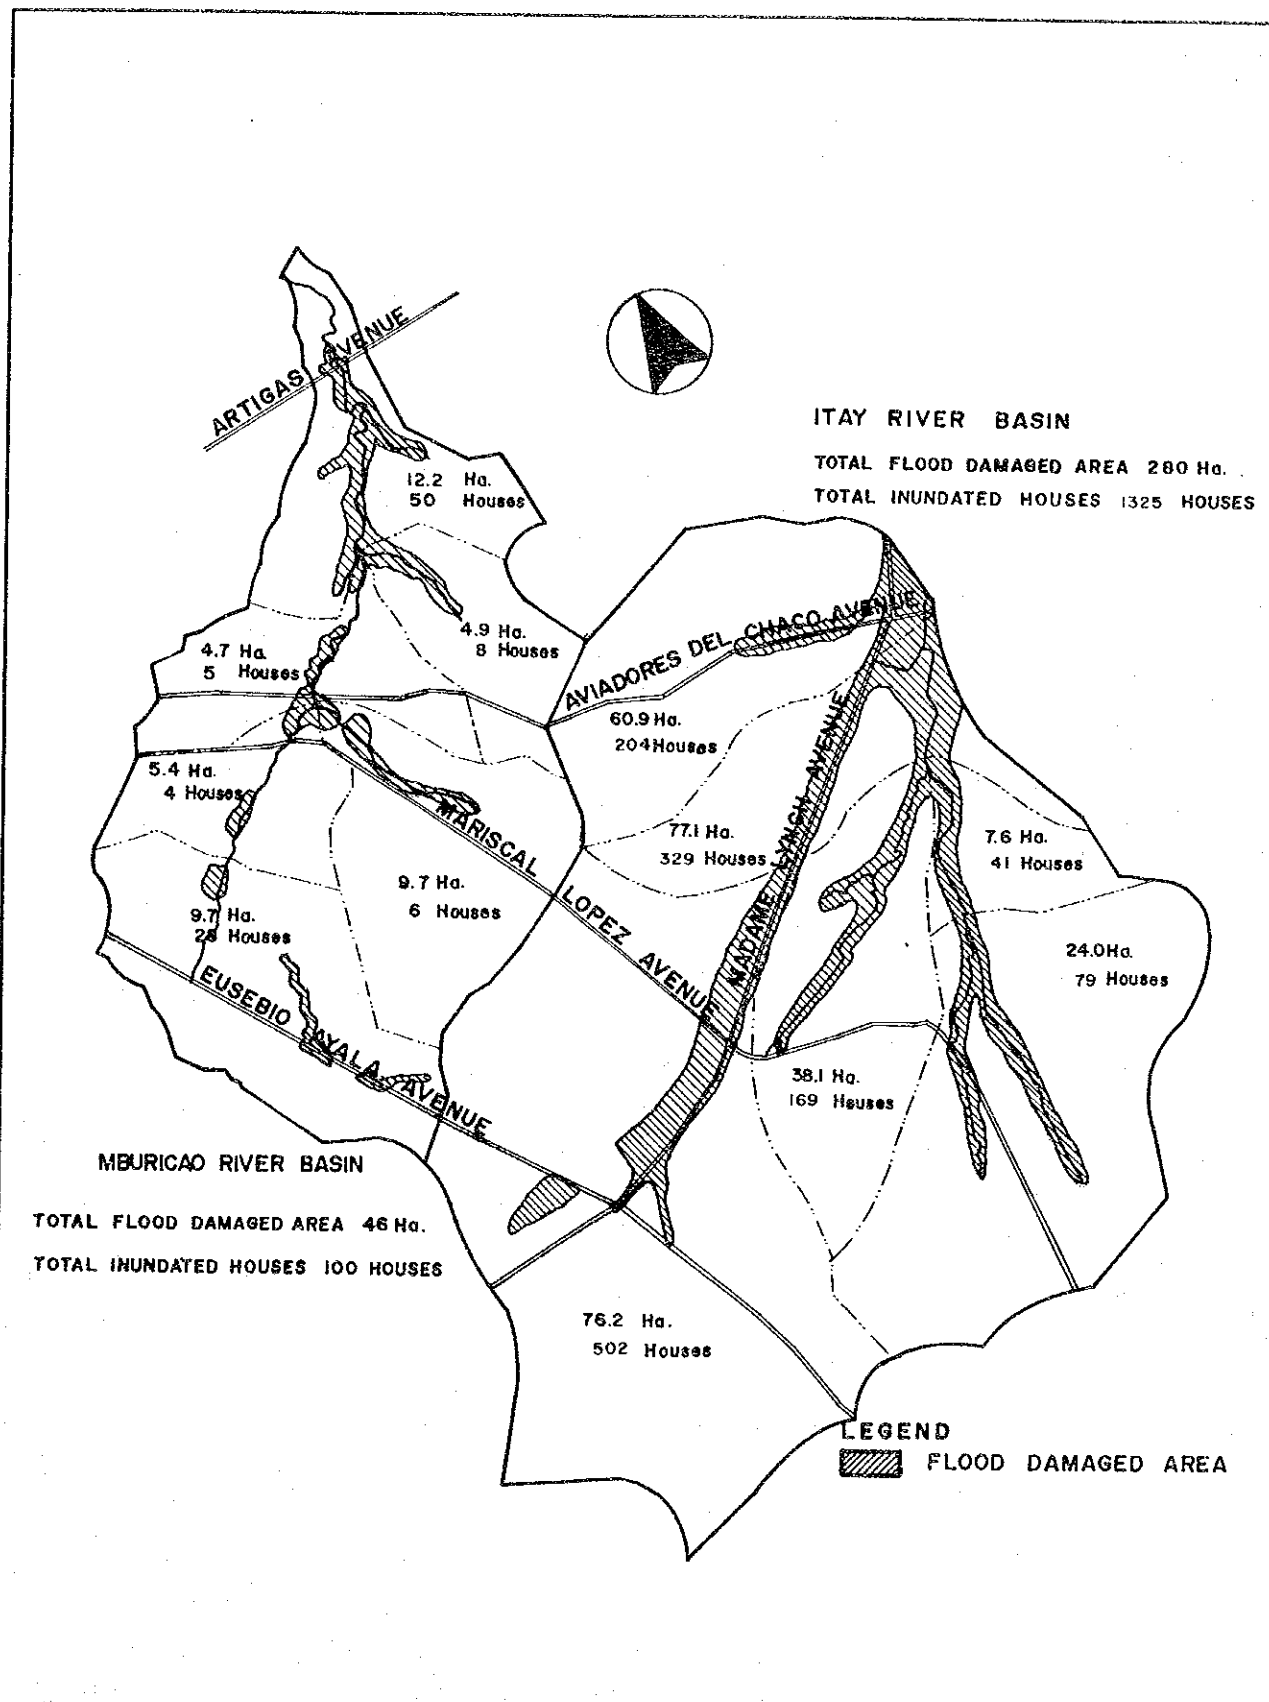 ARTIGAS AVENUE
ITAY RIVER BASIN
TOTAL FLOOD DAMAGED AREA 280 Ha.
TOTAL INUNDATED HOUSES 1325 HOUSES
12.2 Ha.
50 Houses
4.9 Ha.
8 Houses
4.7 Ha.
5 Houses
AVIADORES DEL CHACO AVENUE
60.9 Ha.
204 Houses
5.4 Ha.
4 Houses
MARISCAL LOPEZ AVENUE
MADAME LYNCH AVENUE
77.1 Ha.
329 Houses
7.6 Ha.
41 Houses
9.7 Ha.
6 Houses
9.7 Ha.
Houses
24.0 Ha.
79 Houses
EUSEBIO AYALA AVENUE
38.1 Ha.
169 Houses
MBURICAO RIVER BASIN
TOTAL FLOOD DAMAGED AREA 46 Ha.
TOTAL INUNDATED HOUSES 100 HOUSES
76.2 Ha.
502 Houses
LEGEND
FLOOD DAMAGED AREA